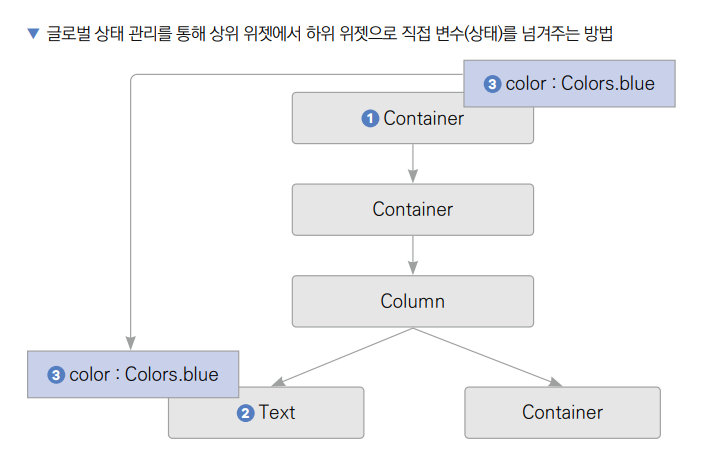 ▼ 글로벌 상태 관리를 통해 상위 위젯에서 하위 위젯으로 직접 변수(상태)를 넘겨주는 방법
③ color : Colors.blue
① Container
Container
Column
③ color : Colors.blue
② Text
Container